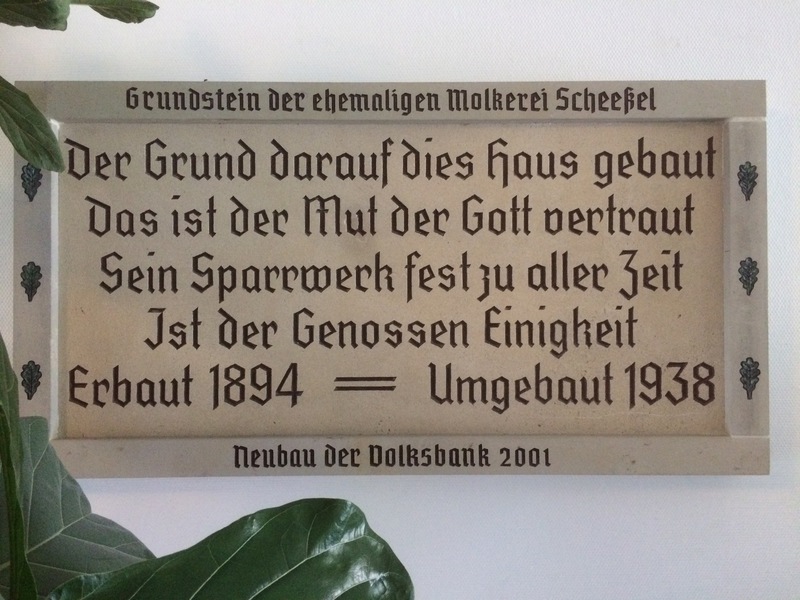 Grundstein der ehemaligen Molkerei Scheeßel
Der Grund darauf dies Haus gebaut
Das ist der Mut der Gott vertraut
Sein Sparrwerk fest zu aller Zeit
Ist der Genossen Einigkeit
Erbaut 1894 = Umgebaut 1938
Neubau der Volksbank 2001